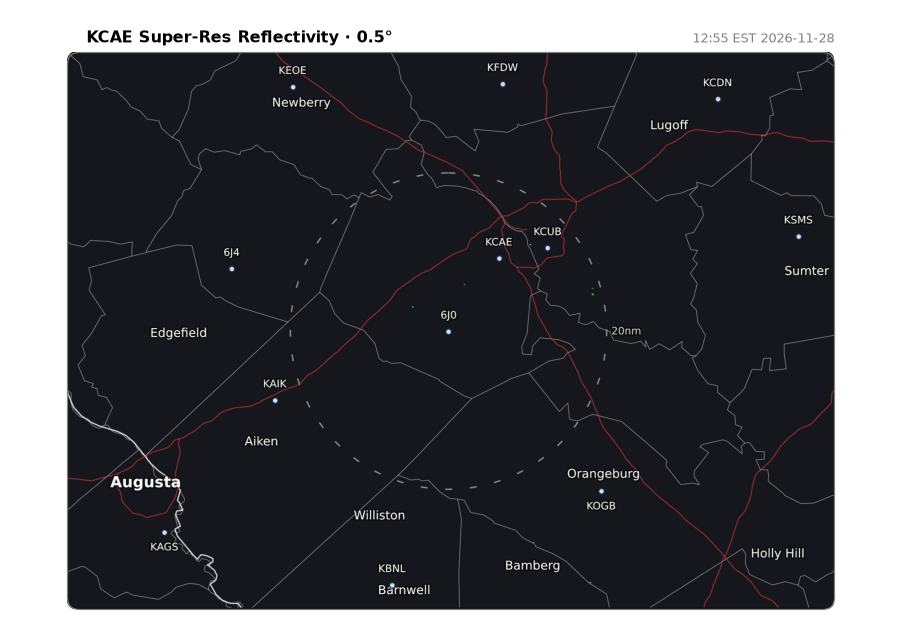 KCAE Super-Res Reflectivity · 0.5°
12:55 EST 2026-11-28
KFDW
KEOE
KCDN
Newberry
Lugoff
KSMS
KCUB
KCAE
6J4
Sumter
6J0
20nm
Edgefield
KAIK
Aiken
Orangeburg
Augusta
KOGB
Williston
KAGS
Holly Hill
Bamberg
KBNL
Barnwell